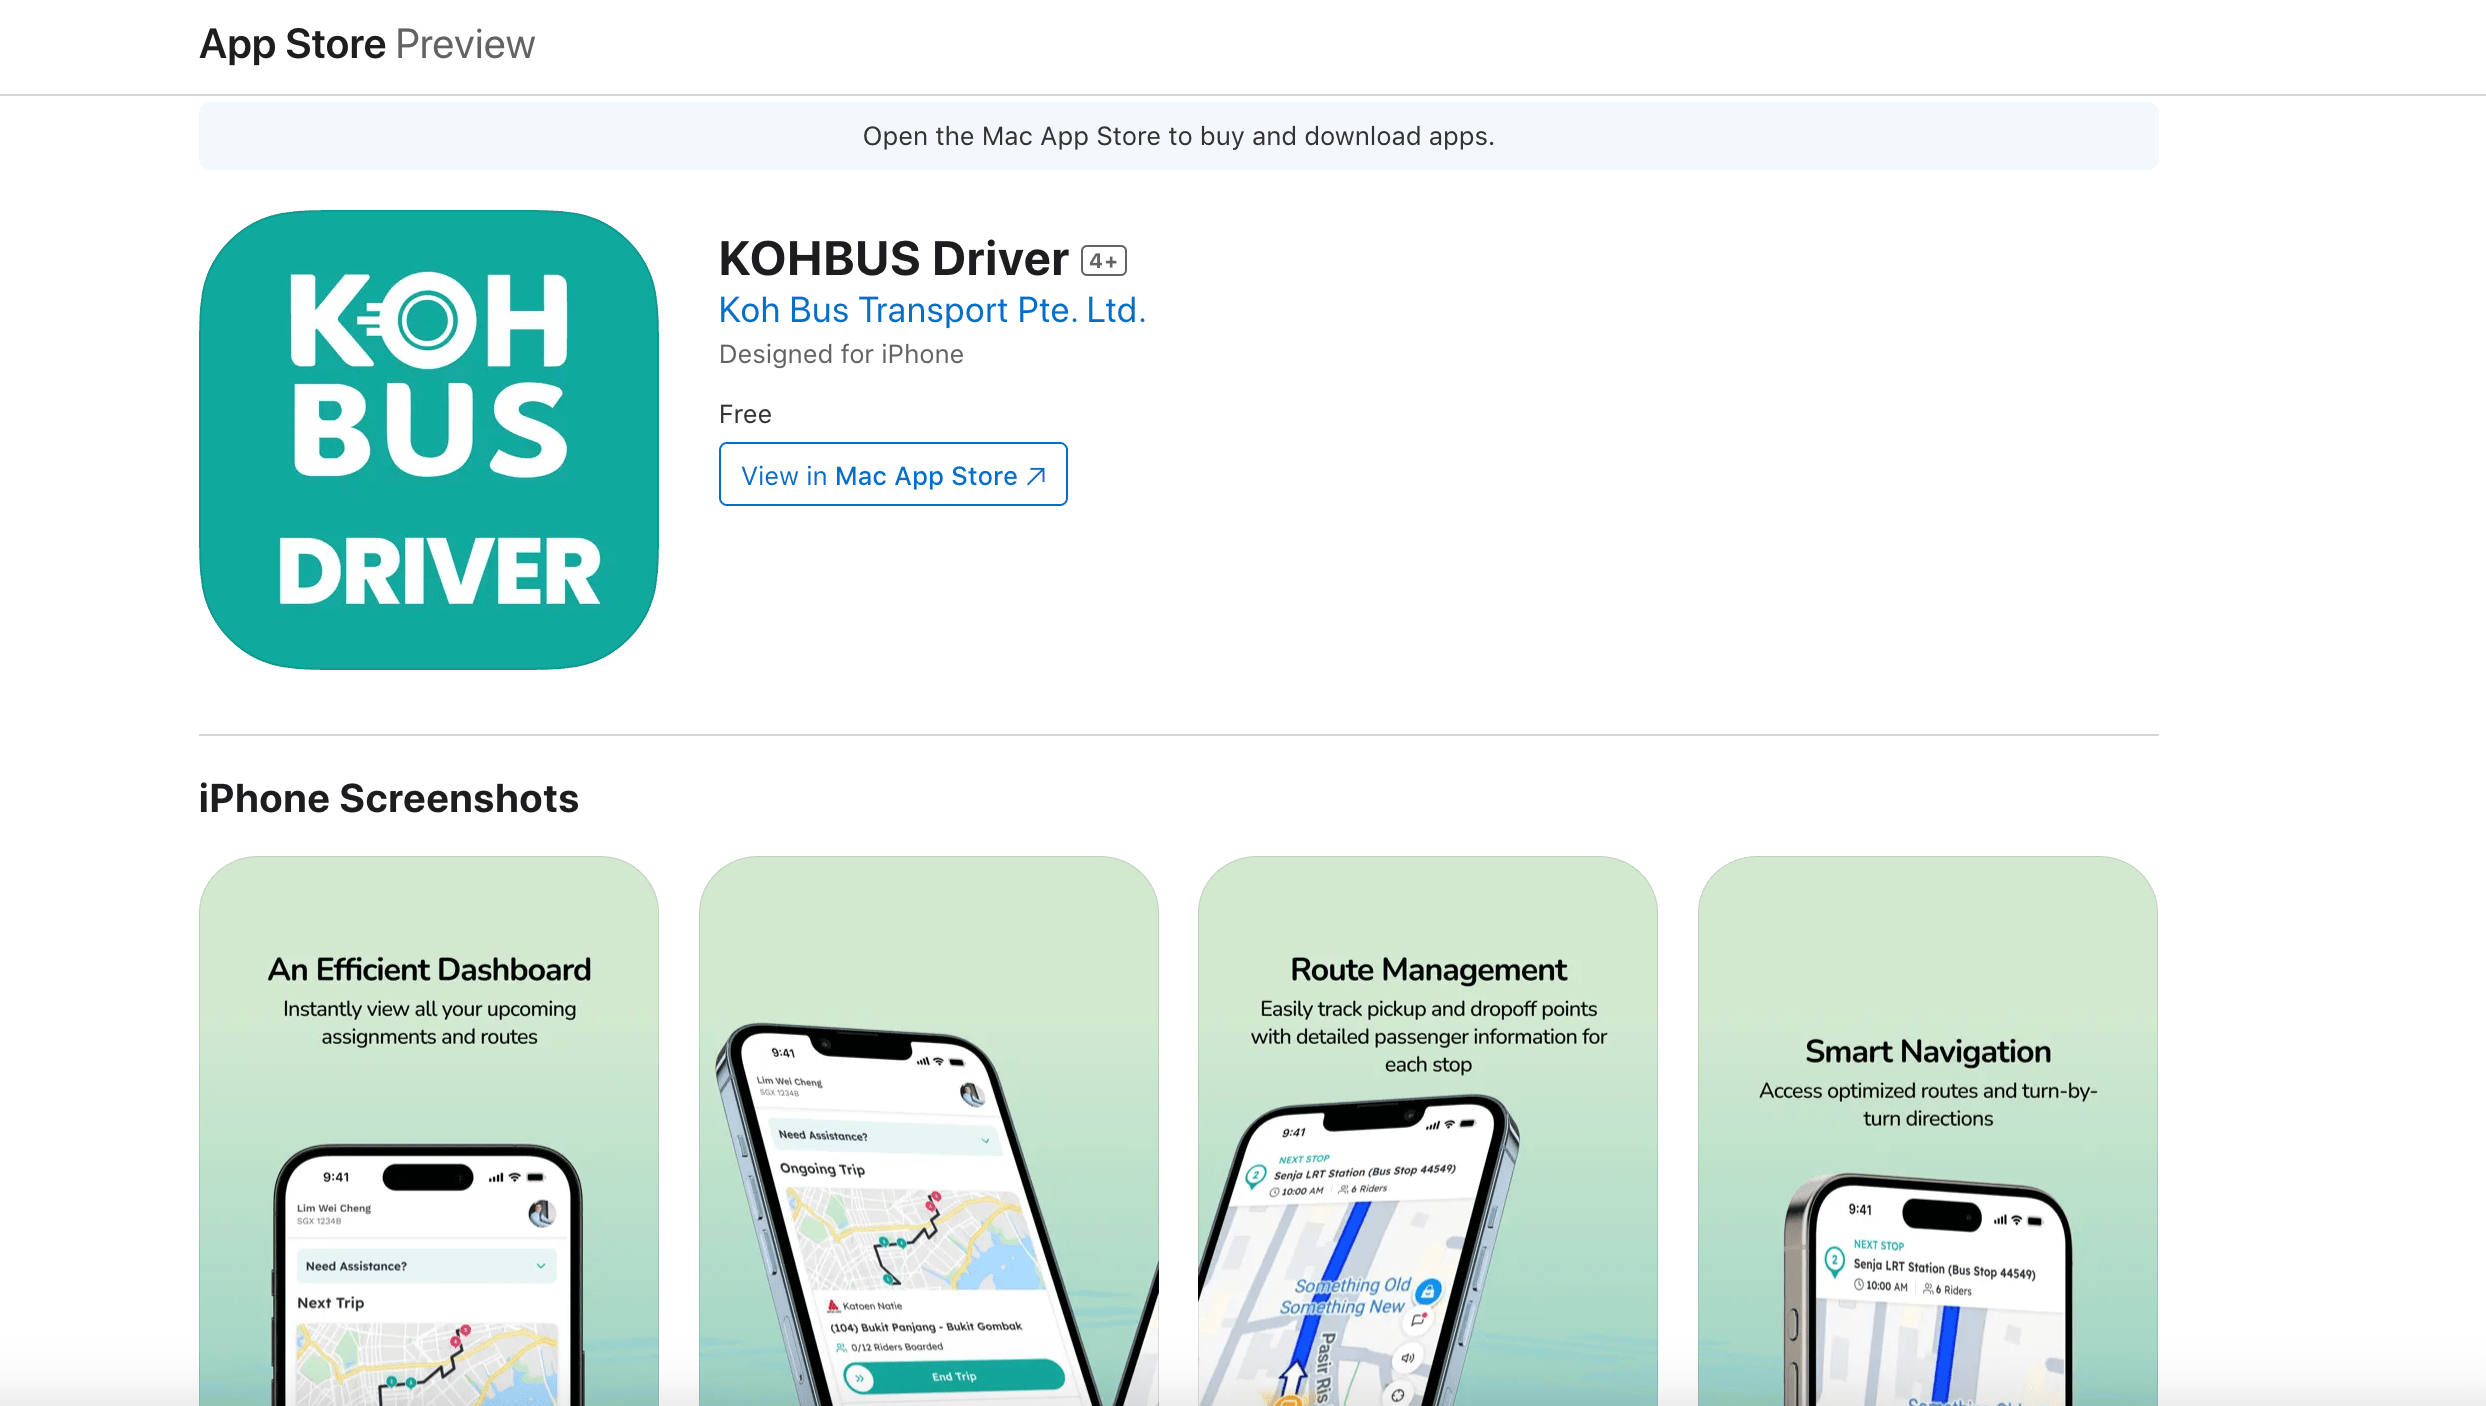 App Store Preview
Open the Mac App Store to buy and download apps.
KOH
BUS
DRIVER
KOHBUS Driver 4+
Koh Bus Transport Pte. Ltd.
Designed for iPhone
Free
View in Mac App Store
iPhone Screenshots
An Efficient Dashboard
Instantly view all your upcoming
assignments and routes
9:41
Lim Wei Cheng
SGX 1234B
Need Assistance?
Next Trip
9:41
Lim Wei Cheng
SGX 1234B
Need Assistance?
Ongoing Trip
Katoen Natie
(104) Bukit Panjang - Bukit Gombak
0/12 Riders Boarded
End Trip
Route Management
Easily track pickup and dropoff points
with detailed passenger information for
each stop
9:41
NEXT STOP
2
Senja LRT Station (Bus Stop 44549)
10:00 AM 6 Riders
Something Old
Something New
Pasir Ris
Smart Navigation
Access optimized routes and turn-by-
turn directions
9:41
NEXT STOP
2
Senja LRT Station (Bus Stop 44549)
10:00 AM 6 Riders